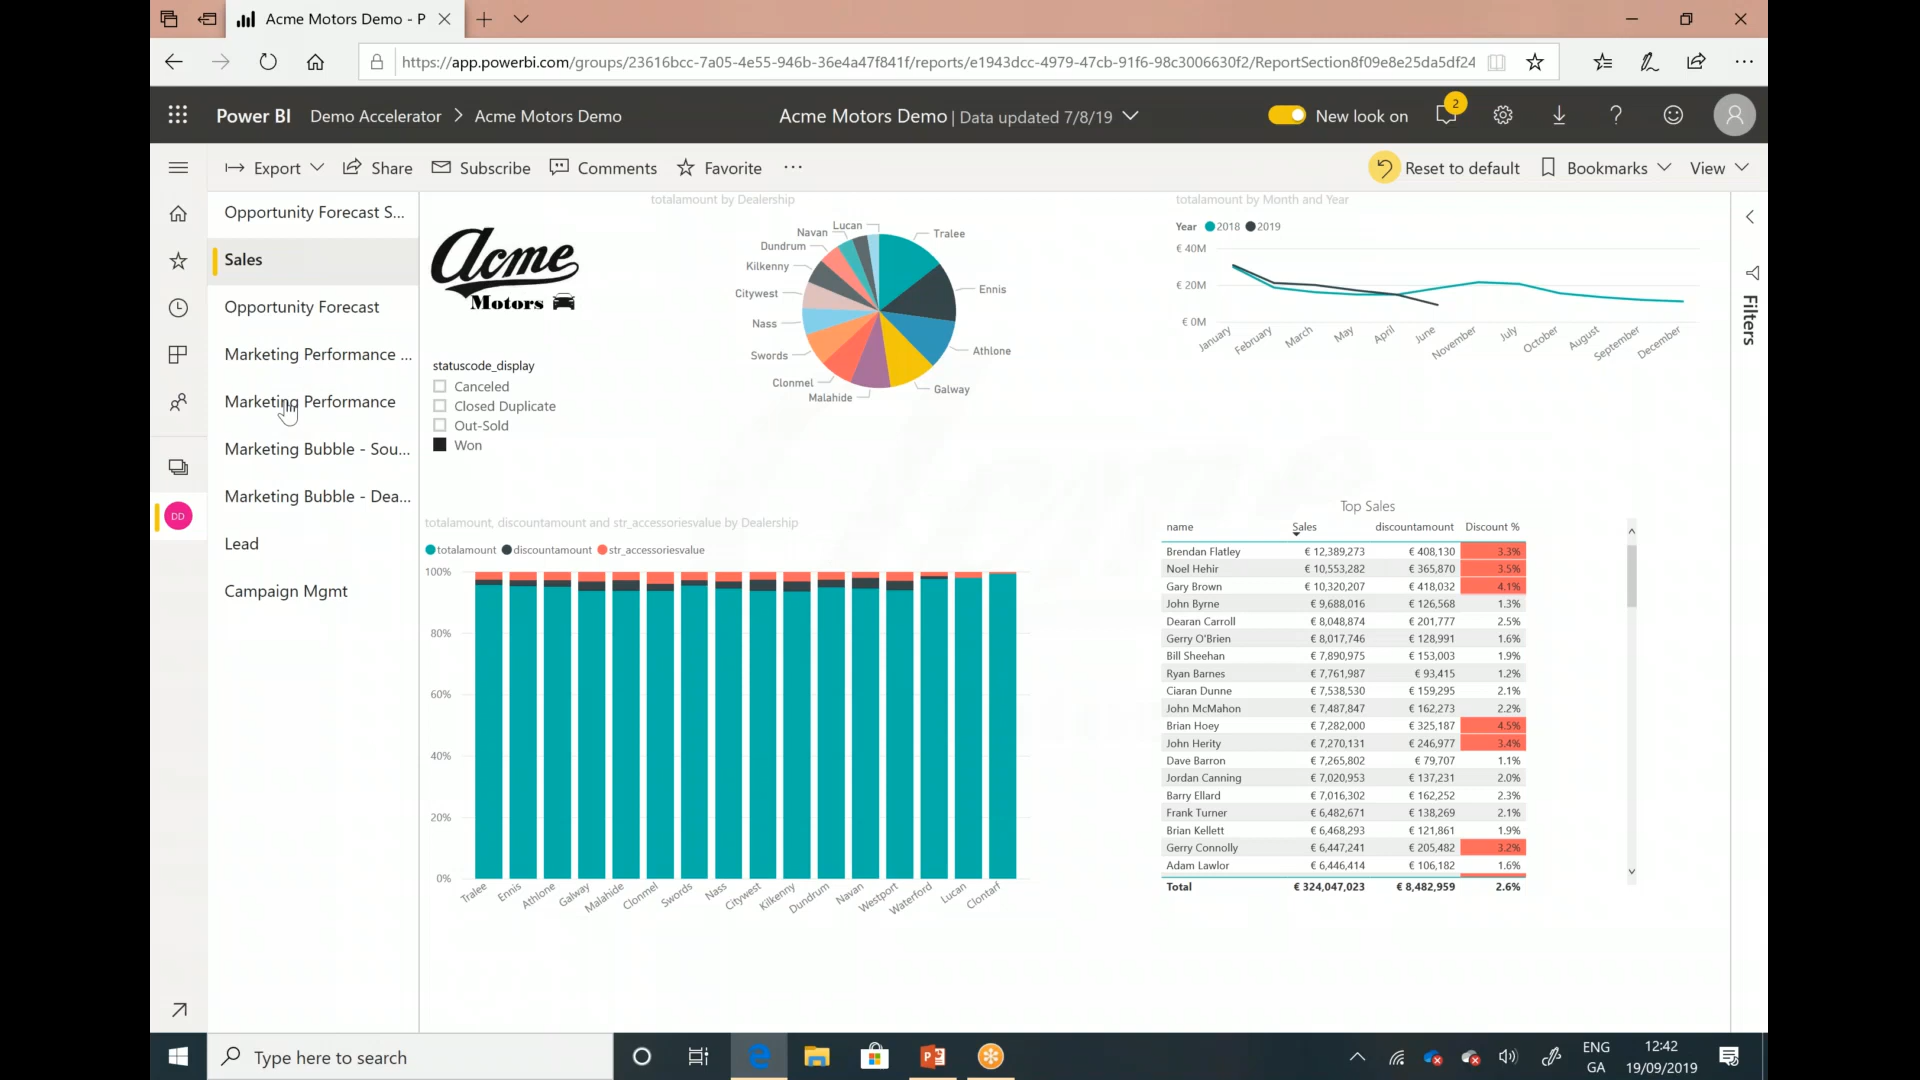 Acme Motors Demo - P
https://app.powerbi.com/groups/23616bcc-7a05-4e55-946b-36e4a47f841f/reports/e1943dcc-4979-47cb-91f6-98c3006630f2/ReportSection8f09e8e25da5df24
Power BI Demo Accelerator > Acme Motors Demo
Acme Motors Demo | Data updated 7/8/19
New look on 2
Export Share Subscribe Comments Favorite ...
Reset to default Bookmarks View
Opportunity Forecast S...
Sales
Opportunity Forecast
Marketing Performance ...
Marketing Performance
Marketing Bubble - Sou...
Marketing Bubble - Dea...
Lead
Campaign Mgmt
DD
Acme
Motors
statuscode_display
Canceled
Closed Duplicate
Out-Sold
Won
totalamount by Dealership
Lucan
Navan
Tralee
Dundrum
Kilkenny
Ennis
Citywest
Nass
Athlone
Swords
Clonmel
Galway
Malahide
totalamount by Month and Year
Year 2018 2019
€ 40M
€ 20M
€ 0M
January February March May April June November July October August September December
Filters
totalamount, discountamount and str_accessoriesvalue by Dealership
totalamount discountamount str_accessoriesvalue
100%
80%
60%
40%
20%
0%
Tralee Ennis Athlone Galway Malahide Clonmel Swords Nass Citywest Kilkenny Dundrum Navan Westport Waterford Lucan Clontarf
Top Sales
name Sales discountamount Discount %
Brendan Flatley € 12,389,273 € 408,130 3.3%
Noel Hehir € 10,553,282 € 365,870 3.5%
Gary Brown € 10,320,207 € 418,032 4.1%
John Byrne € 9,688,016 € 126,568 1.3%
Dearan Carroll € 8,048,874 € 201,777 2.5%
Gerry O'Brien € 8,017,746 € 128,991 1.6%
Bill Sheehan € 7,890,975 € 153,003 1.9%
Ryan Barnes € 7,761,987 € 93,415 1.2%
Ciaran Dunne € 7,538,530 € 159,295 2.1%
John McMahon € 7,487,847 € 162,273 2.2%
Brian Hoey € 7,282,000 € 325,187 4.5%
John Herity € 7,270,131 € 246,977 3.4%
Dave Barron € 7,265,802 € 79,707 1.1%
Jordan Canning € 7,020,953 € 137,231 2.0%
Barry Ellard € 7,016,302 € 162,252 2.3%
Frank Turner € 6,482,671 € 138,269 2.1%
Brian Kellett € 6,468,293 € 121,861 1.9%
Gerry Connolly € 6,447,241 € 205,482 3.2%
Adam Lawlor € 6,446,414 € 106,182 1.6%
Total € 324,047,023 € 8,482,959 2.6%
Type here to search
ENG
GA
12:42
19/09/2019